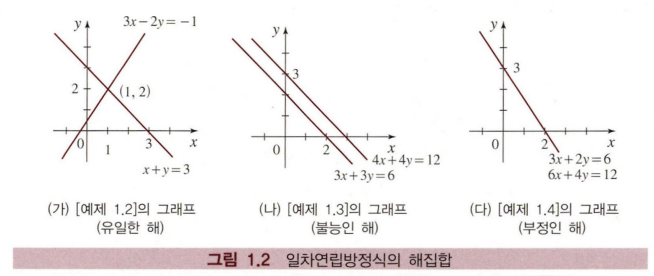 y
3x−2y=−1
2
(1, 2)
0
1
3
x
x+y=3
y
3
0
2
x
4x+4y=12
3x+3y=6
y
3
0
2
x
3x+2y=6
6x+4y=12
(가) [예제 1.2]의 그래프
(유일한 해)
(나) [예제 1.3]의 그래프
(불능인 해)
(다) [예제 1.4]의 그래프
(부정인 해)
그림 1.2 일차연립방정식의 해집합